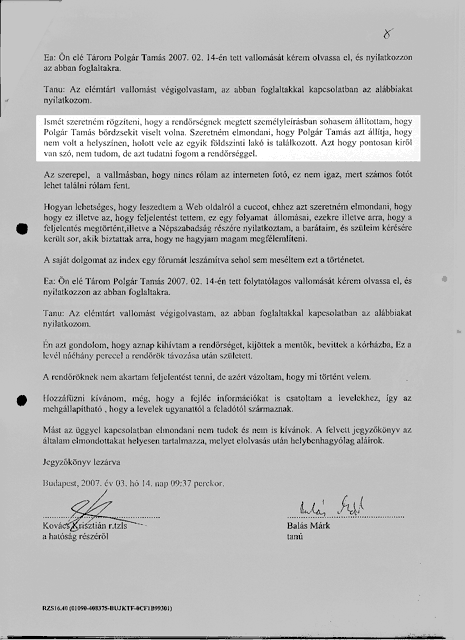 8
Ea: Ön elé Tárom Polgár Tamás 2007. 02. 14-én tett vallomását kérem olvassa el, és nyilatkozzon
az abban foglaltakra.
Tanu: Az elémtárt vallomást végigolvastam, az abban foglaltakkal kapcsolatban az alábbiakat
nyilatkozom.
Ismét szeretném rögzíteni, hogy a rendőrségnek megtett személyleírásban sohasem állítottam, hogy
Polgár Tamás bőrdzsekit viselt volna. Szeretném elmondani, hogy Polgár Tamás azt állítja, hogy
nem volt a helyszínen, holott vele az egyik földszinti lakó is találkozott. Azt hogy pontosan kiről
van szó, nem tudom, de azt tudatni fogom a rendőrséggel.
Az szerepel, a vallmásban, hogy nincs rólam az interneten fotó, ez nem igaz, mert számos fotót
lehet találni rólam fent.
Hogyan lehetséges, hogy leszedtem a Web oldalról a cuccot, ehhez azt szeretném elmondani, hogy
hogy ez illetve az, hogy feljelentést tettem, ez egy folyamat állomásai, ezekre illetve arra, hogy a
feljelentés megtörtént,illetve a Népszabadság részére nyilatkoztam, a barátaim, és szüleim kérésére
került sor, akik biztattak arra, hogy ne hagyjam magam megfélemlíteni.
A saját dolgomat az index egy fórumát leszámítva sehol sem meséltem ezt a történetet.
Ea: Ön elé Tárom Polgár Tamás 2007. 02. 14-én tett folytatólagos vallomását kérem olvassa el, és
nyilatkozzon az abban foglaltakra.
Tanu: Az elémtárt vallomást végigolvastam, az abban foglaltakkal kapcsolatban az alábbiakat
nyilatkozom.
Én azt gondolom, hogy aznap kihívtam a rendőrséget, kijöttek a mentők, bevittek a kórházba, Ez a
levél náéhány perecel a rendőrök távozása után született.
A rendőröknek nem akartam feljelentést tenni, de azért vázoltam, hogy mi történt velem.
Hozzáfűzni kívánom, még, hogy a fejléc információkat is csatoltam a levelekhez, így az
mehgállapítható , hogy a levelek ugyanattól a feladótól származnak.
Mást az üggyel kapcsolatban elmondani nem tudok és nem is kívánok. A felvett jegyzőkönyv az
általam elmondottakat helyesen tartalmazza, melyet elolvasás után helybenhagyólag aláírok.
Jegyzőkönyv lezárva
Budapest, 2007. év 03. hó 14. nap 09:37 perckor.
Kovács Krisztián r.tzls
a hatóság részéről
Balás
Balás Márk
tanú
RZS16.40 (01090-408375-BUJKTF-0CF1B99301)